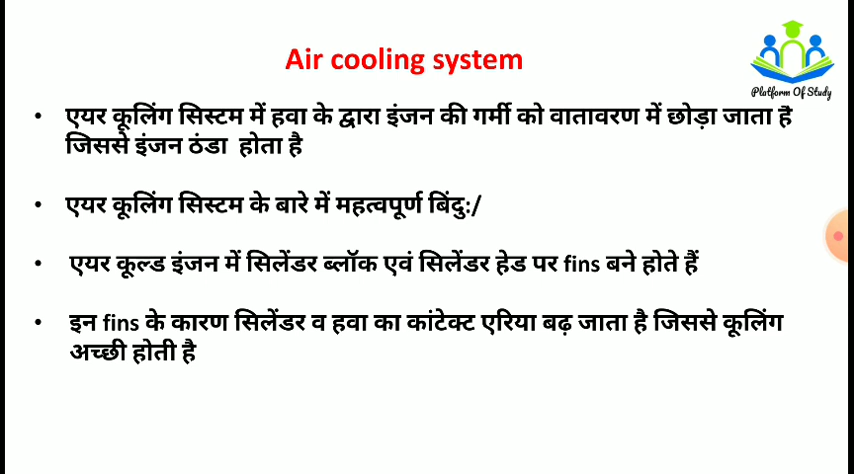 Air cooling system
Platform Of Study
• एयर कूलिंग सिस्टम में हवा के द्वारा इंजन की गर्मी को वातावरण में छोड़ा जाता है
जिससे इंजन ठंडा होता है
• एयर कूलिंग सिस्टम के बारे में महत्वपूर्ण बिंदुः/
• एयर कूल्ड इंजन में सिलेंडर ब्लॉक एवं सिलेंडर हेड पर fins बने होते हैं
• इन fins के कारण सिलेंडर व हवा का कांटेक्ट एरिया बढ़ जाता है जिससे कूलिंग
अच्छी होती है